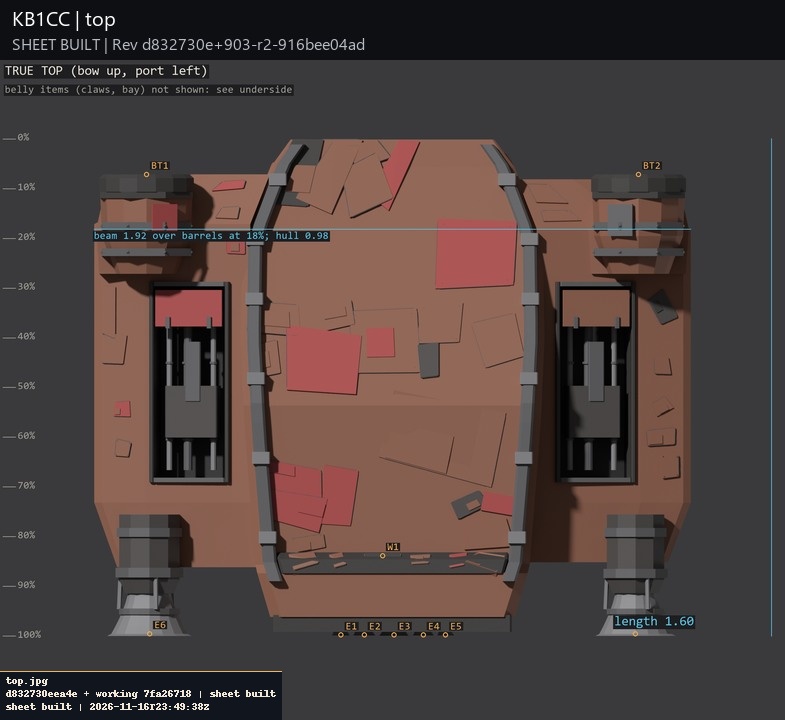 KB1CC | top
SHEET BUILT | Rev d832730e+903-r2-916bee04ad
TRUE TOP (bow up, port left)
belly items (claws, bay) not shown: see underside
0%
BT1
BT2
10%
20%
beam 1.92 over barrels at 18%; hull 0.98
30%
40%
50%
60%
70%
80%
W1
90%
E6
E1 E2 E3 E4 E5
length 1.60
100%
top.jpg
d832730eea4e + working 7fa26718 | sheet built
sheet built | 2026-11-16T23:49:38Z